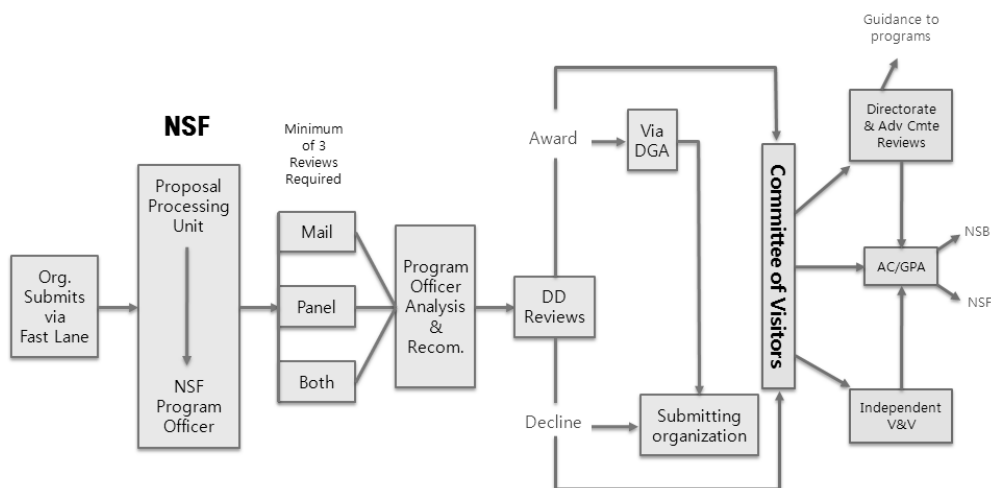 Guidance to
programs
NSF
Minimum
of 3
Reviews
Required
Org.
Submits
via
Fast Lane
Proposal
Processing
Unit
NSF
Program
Officer
Mail
Panel
Both
Program
Officer
Analysis
&
Recom.
DD
Reviews
Award
Via
DGA
Decline
Submitting
organization
Committee of Visitors
Directorate
& Adv Cmte
Reviews
AC/GPA
NSB
NSF
Independent
V&V